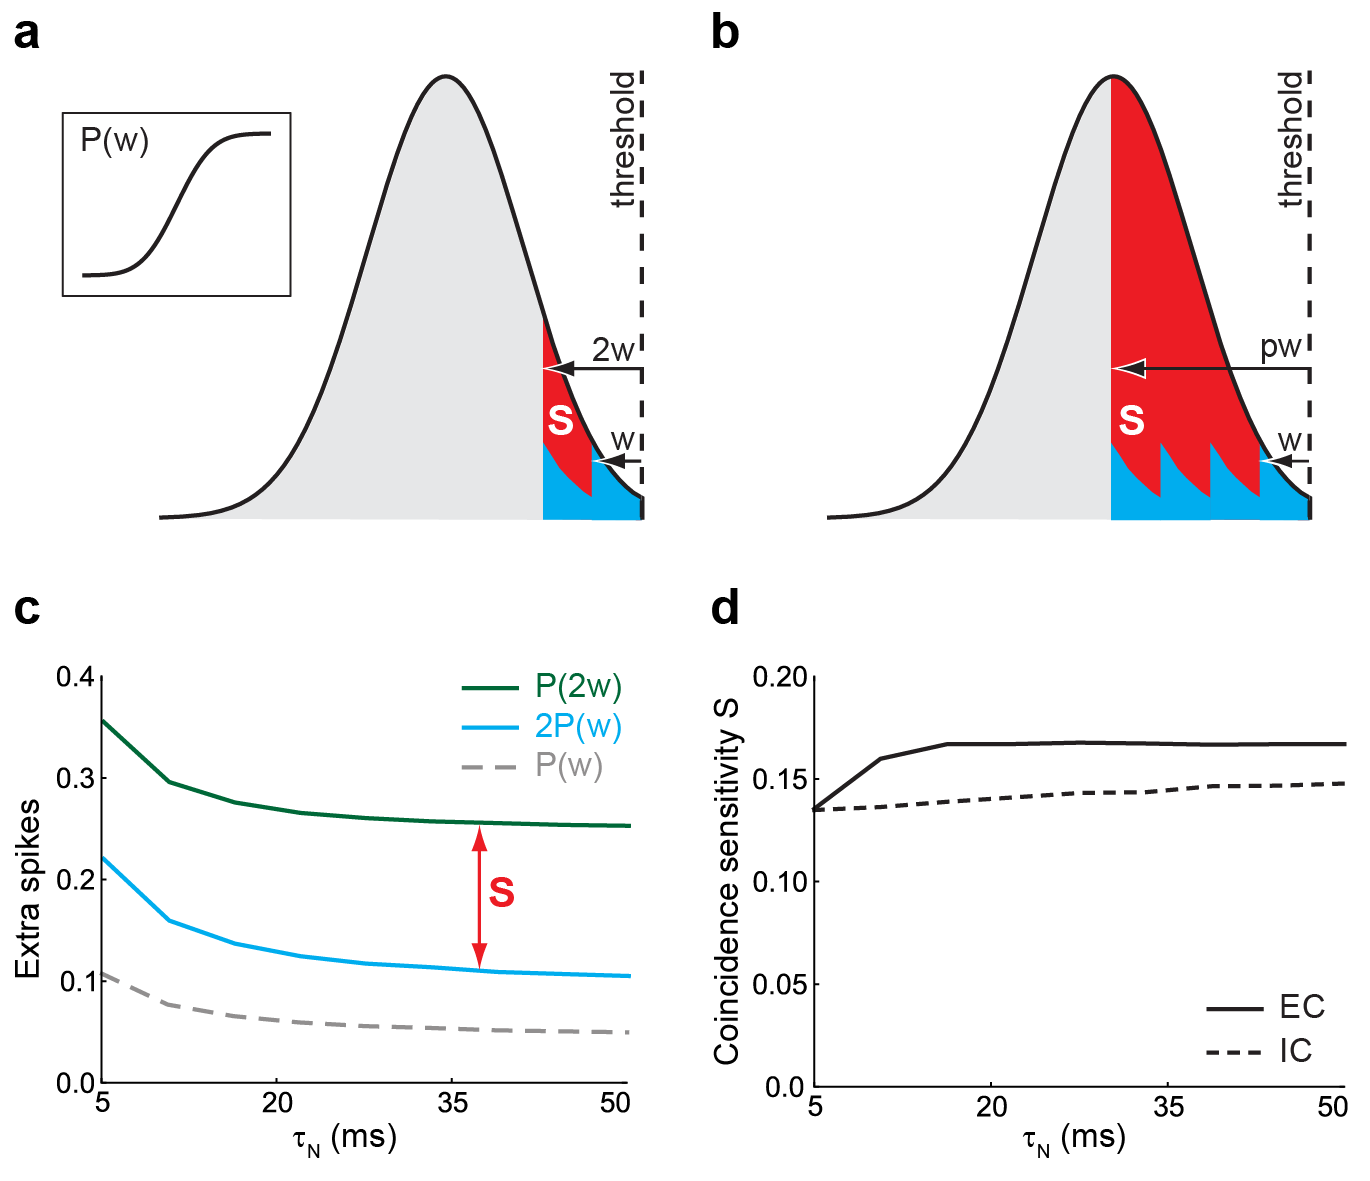 a
P(w)
threshold
2w
S
w
b
threshold
pw
S
w
c
Extra spikes
0.4
0.3
0.2
0.1
0.0
5
20
35
50
τN (ms)
P(2w)
2P(w)
P(w)
S
d
Coincidence sensitivity S
0.20
0.15
0.10
0.05
0.0
5
20
35
50
τN (ms)
EC
IC